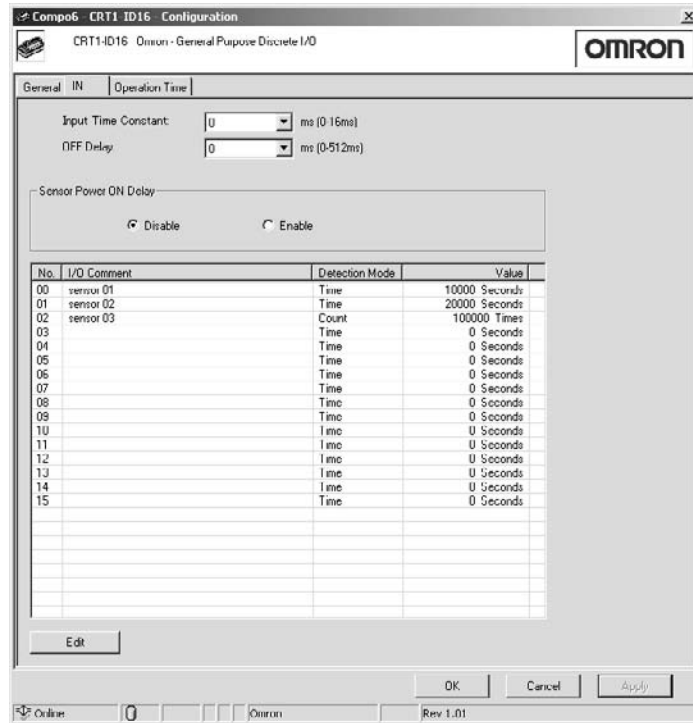 CompoNet - CRT1-ID16 - Configuration
CRT1-ID16 Omron - General Purpose Discrete I/O
OMRON
General IN Operation Time
Input Time Constant: 0 ms (0-16ms)
OFF Delay 0 ms (0-512ms)
Sensor Power ON Delay
Disable Enable
No. I/O Comment Detection Mode Value
00 sensor 01 Time 10000 Seconds
01 sensor 02 Time 20000 Seconds
02 sensor 03 Count 100000 Times
03 Time 0 Seconds
04 Time 0 Seconds
05 Time 0 Seconds
06 Time 0 Seconds
07 Time 0 Seconds
08 Time 0 Seconds
09 Time 0 Seconds
10 Time 0 Seconds
11 Time 0 Seconds
12 Time 0 Seconds
13 Time 0 Seconds
14 Time 0 Seconds
15 Time 0 Seconds
Edit
OK Cancel Apply
Online 0 Omron Rev 1.01